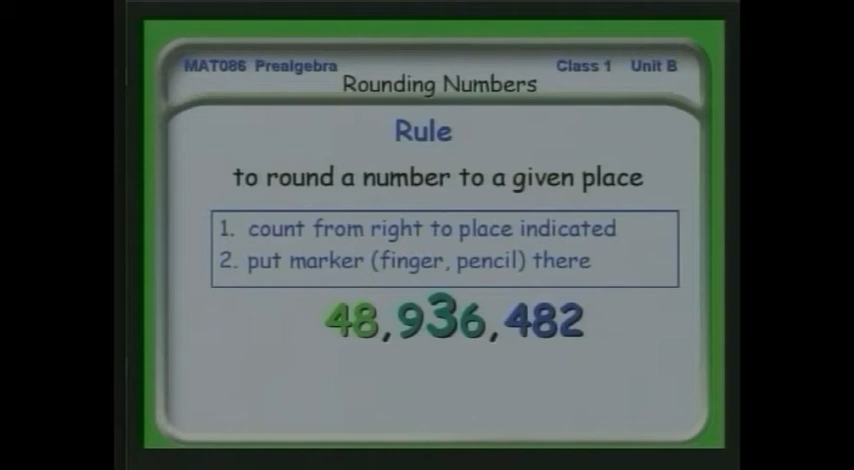 MAT086 Prealgebra
Class 1 Unit B
Rounding Numbers
Rule
to round a number to a given place
1. count from right to place indicated
2. put marker (finger, pencil) there
48,936,482